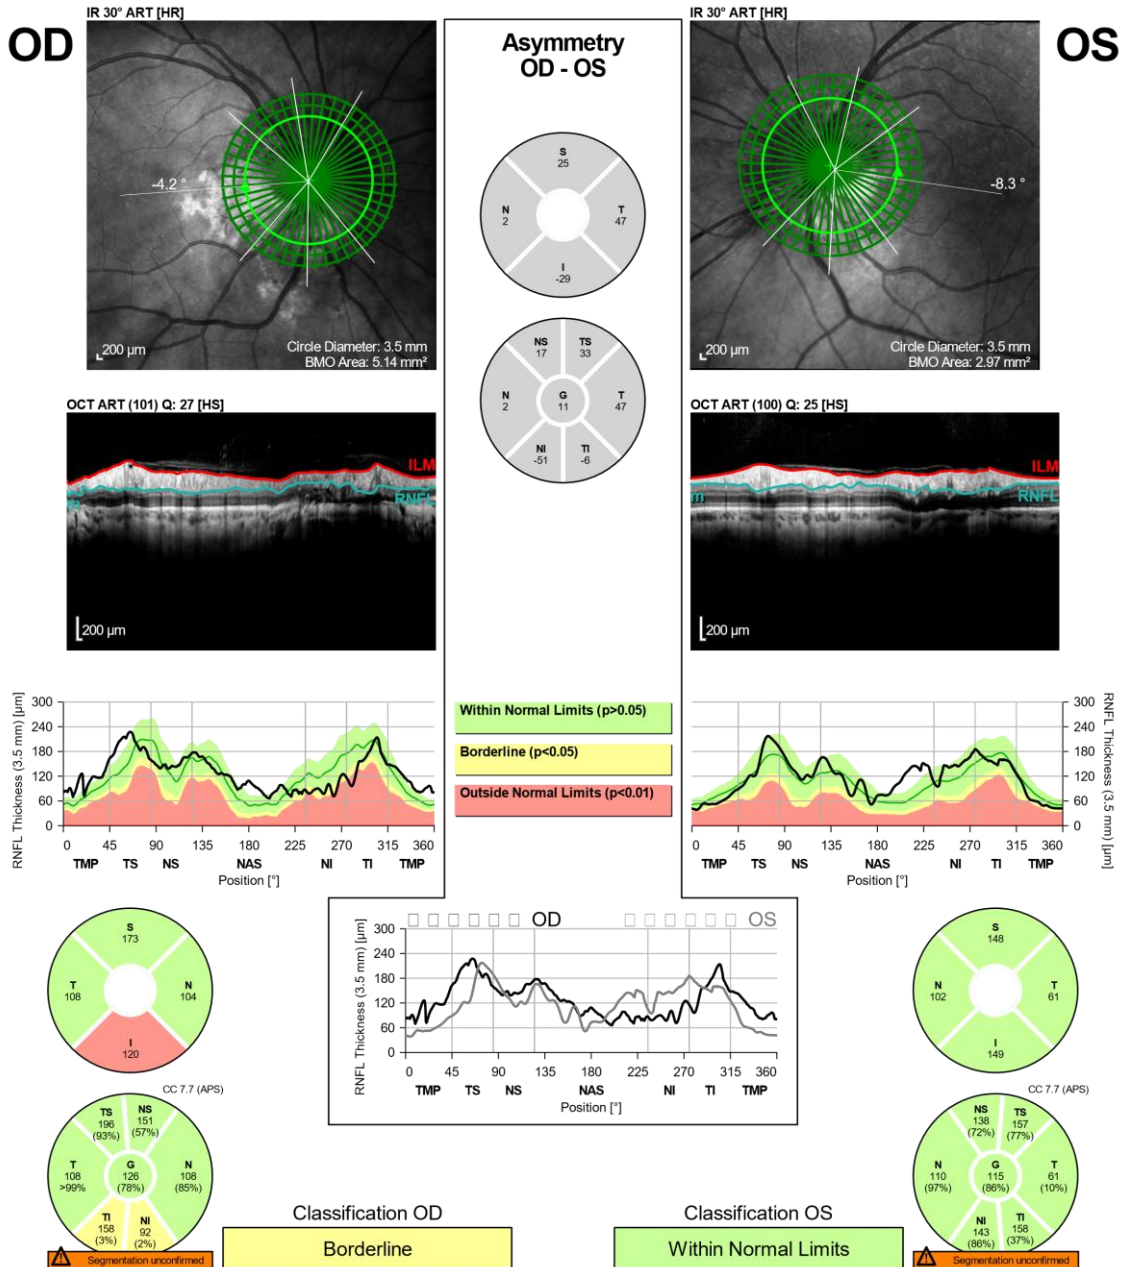 OD
IR 30° ART [HR]
-4.2 °
200 µm
Circle Diameter: 3.5 mm
BMO Area: 5.14 mm²
OCT ART (101) Q: 27 [HS]
ILM
RNFL
200 µm
Asymmetry
OD - OS
S
25
N
2
T
47
I
-29
NS
17
TS
33
N
2
G
11
T
47
NI
-51
TI
-6
IR 30° ART [HR]
OS
-8.3 °
200 µm
Circle Diameter: 3.5 mm
BMO Area: 2.97 mm²
OCT ART (100) Q: 25 [HS]
ILM
m
RNFL
200 µm
RNFL Thickness (3.5 mm) [µm]
300
240
180
120
60
0
0 45 90 135 180 225 270 315 360
TMP TS NS NAS NI TI TMP
Position [°]
Within Normal Limits (p>0.05)
Borderline (p<0.05)
Outside Normal Limits (p<0.01)
300
240
180
120
60
0
RNFL Thickness (3.5 mm) [µm]
0 45 90 135 180 225 270 315 360
TMP TS NS NAS NI TI TMP
Position [°]
S
173
T
108
N
104
I
120
CC 7.7 (APS)
TS
196
(93%)
NS
151
(57%)
T
108
>99%
G
126
(78%)
N
108
(85%)
TI
158
(3%)
NI
92
(2%)
Segmentation unconfirmed
OD
OS
RNFL Thickness (3.5 mm) [µm]
300
240
180
120
60
0
0 45 90 135 180 225 270 315 360
TMP TS NS NAS NI TI TMP
Position [°]
Classification OD
Borderline
Classification OS
Within Normal Limits
S
148
N
102
T
61
I
149
CC 7.7 (APS)
NS
138
(72%)
TS
157
(77%)
N
110
(97%)
G
115
(86%)
T
61
(10%)
NI
143
(86%)
TI
158
(37%)
Segmentation unconfirmed